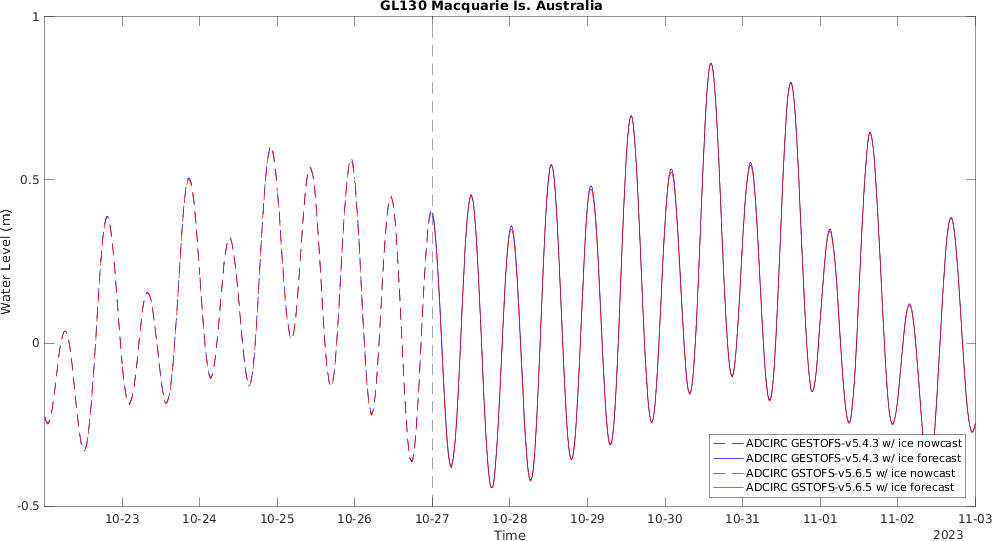 GL130 Macquarie Is. Australia
Water Level (m)
1
0.5
0
-0.5
ADCIRC GESTOFS-v5.4.3 w/ ice nowcast
ADCIRC GESTOFS-v5.4.3 w/ ice forecast
ADCIRC GSTOFS-v5.6.5 w/ ice nowcast
ADCIRC GSTOFS-v5.6.5 w/ ice forecast
10-23 10-24 10-25 10-26 10-27 10-28 10-29 10-30 10-31 11-01 11-02 11-03
Time
2023